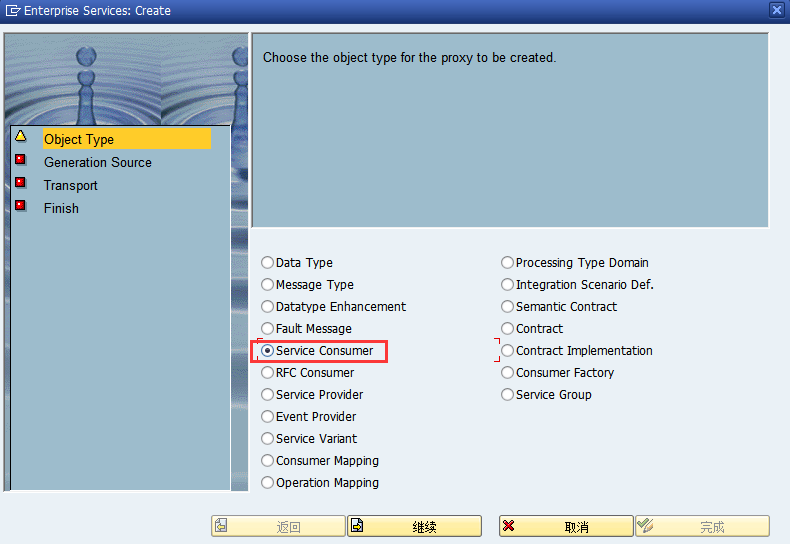 Enterprise Services: Create
Object Type
Generation Source
Transport
Finish
Choose the object type for the proxy to be created.
Data Type
Message Type
Datatype Enhancement
Fault Message
Service Consumer
RFC Consumer
Service Provider
Event Provider
Service Variant
Consumer Mapping
Operation Mapping
Processing Type Domain
Integration Scenario Def.
Semantic Contract
Contract
Contract Implementation
Consumer Factory
Service Group
返回
继续
取消
完成